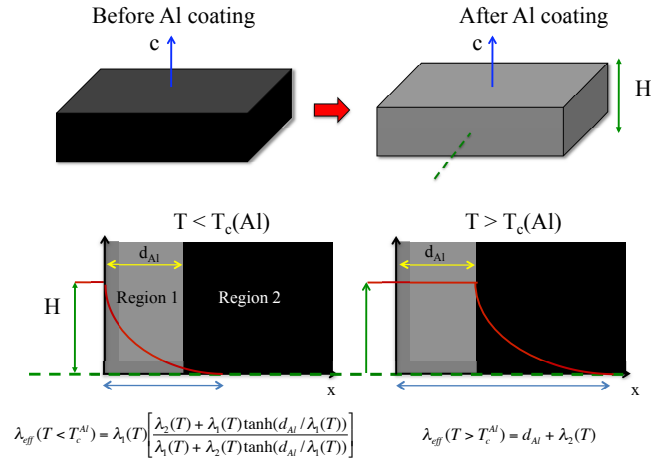 Before Al coating
After Al coating
c
c
H
T < T_c(Al)
T > T_c(Al)
d_Al
d_Al
H
Region 1
Region 2
x
x
λ_eff (T < T_c^Al) = λ_1(T)[(λ_2(T) + λ_1(T) tanh(d_Al / λ_1(T))) / (λ_1(T) + λ_2(T) tanh(d_Al / λ_1(T)))]
λ_eff (T > T_c^Al) = d_Al + λ_2(T)